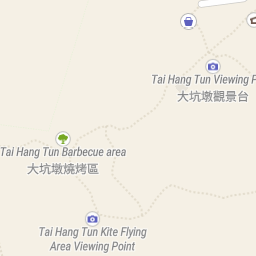 Tai Hang Tun Viewing P
大坑墩觀景台
Tai Hang Tun Barbecue area
大坑墩燒烤區
Tai Hang Tun Kite Flying
Area Viewing Point